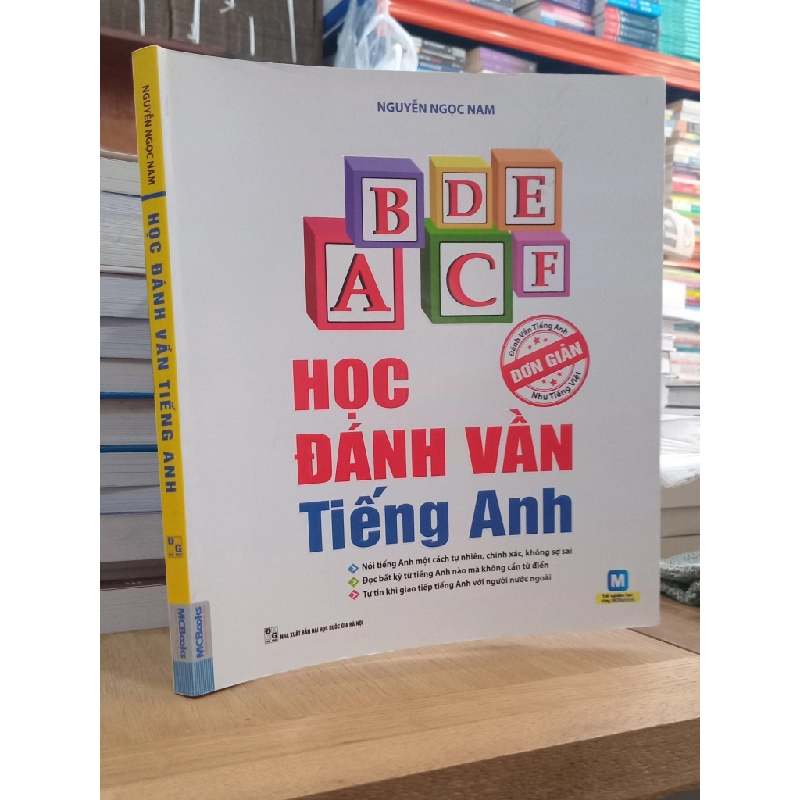 NGUYỄN NGỌC NAM
B
D
E
A
C
F
Đánh Vần Tiếng Anh
ĐƠN GIẢN
Như Tiếng Việt
HỌC
ĐÁNH VẦN
Tiếng Anh
Nói tiếng Anh một cách tự nhiên, chính xác, không sợ sai
Đọc bất kỳ từ tiếng Anh nào mà không cần từ điển
Tự tin khi giao tiếp tiếng Anh với người nước ngoài
NHÀ XUẤT BẢN ĐẠI HỌC QUỐC GIA HÀ NỘI
M
NGUYỄN NGỌC NAM
HỌC ĐÁNH VẦN TIẾNG ANH
MCBooks
MCBooks